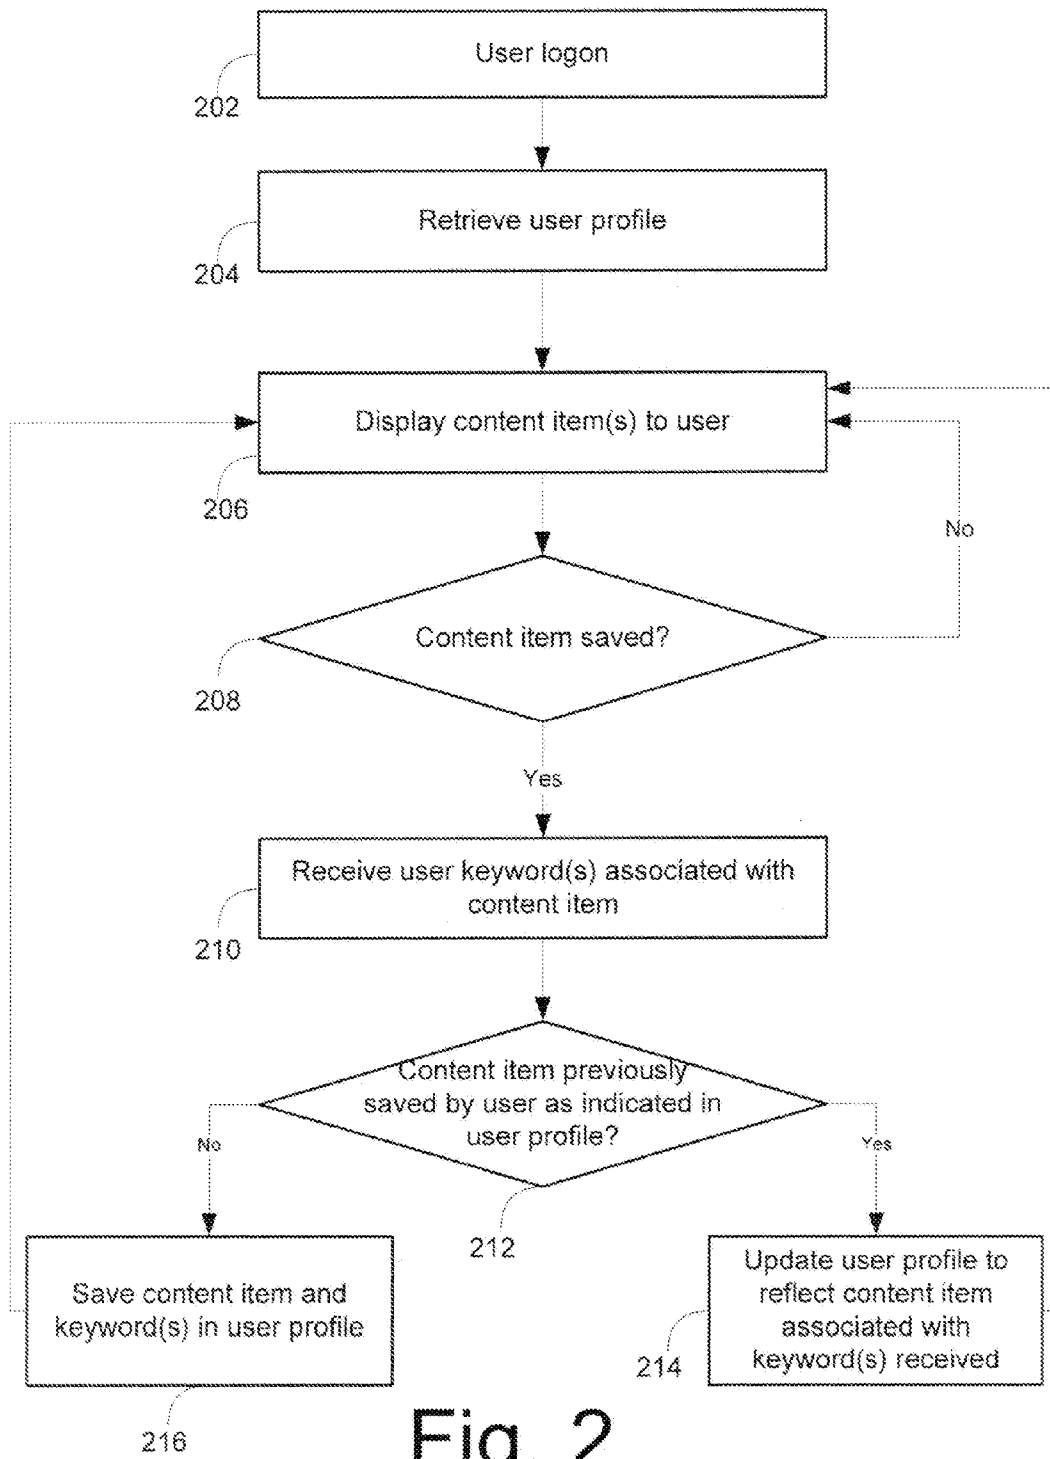 User logon
202
Retrieve user profile
204
Display content item(s) to user
206
No
Content item saved?
208
Yes
Receive user keyword(s) associated with
content item
210
Content item previously
saved by user as indicated in
user profile?
No
Yes
212
Save content item and
keyword(s) in user profile
216
Update user profile to
reflect content item
associated with
keyword(s) received
214
Fig. 2